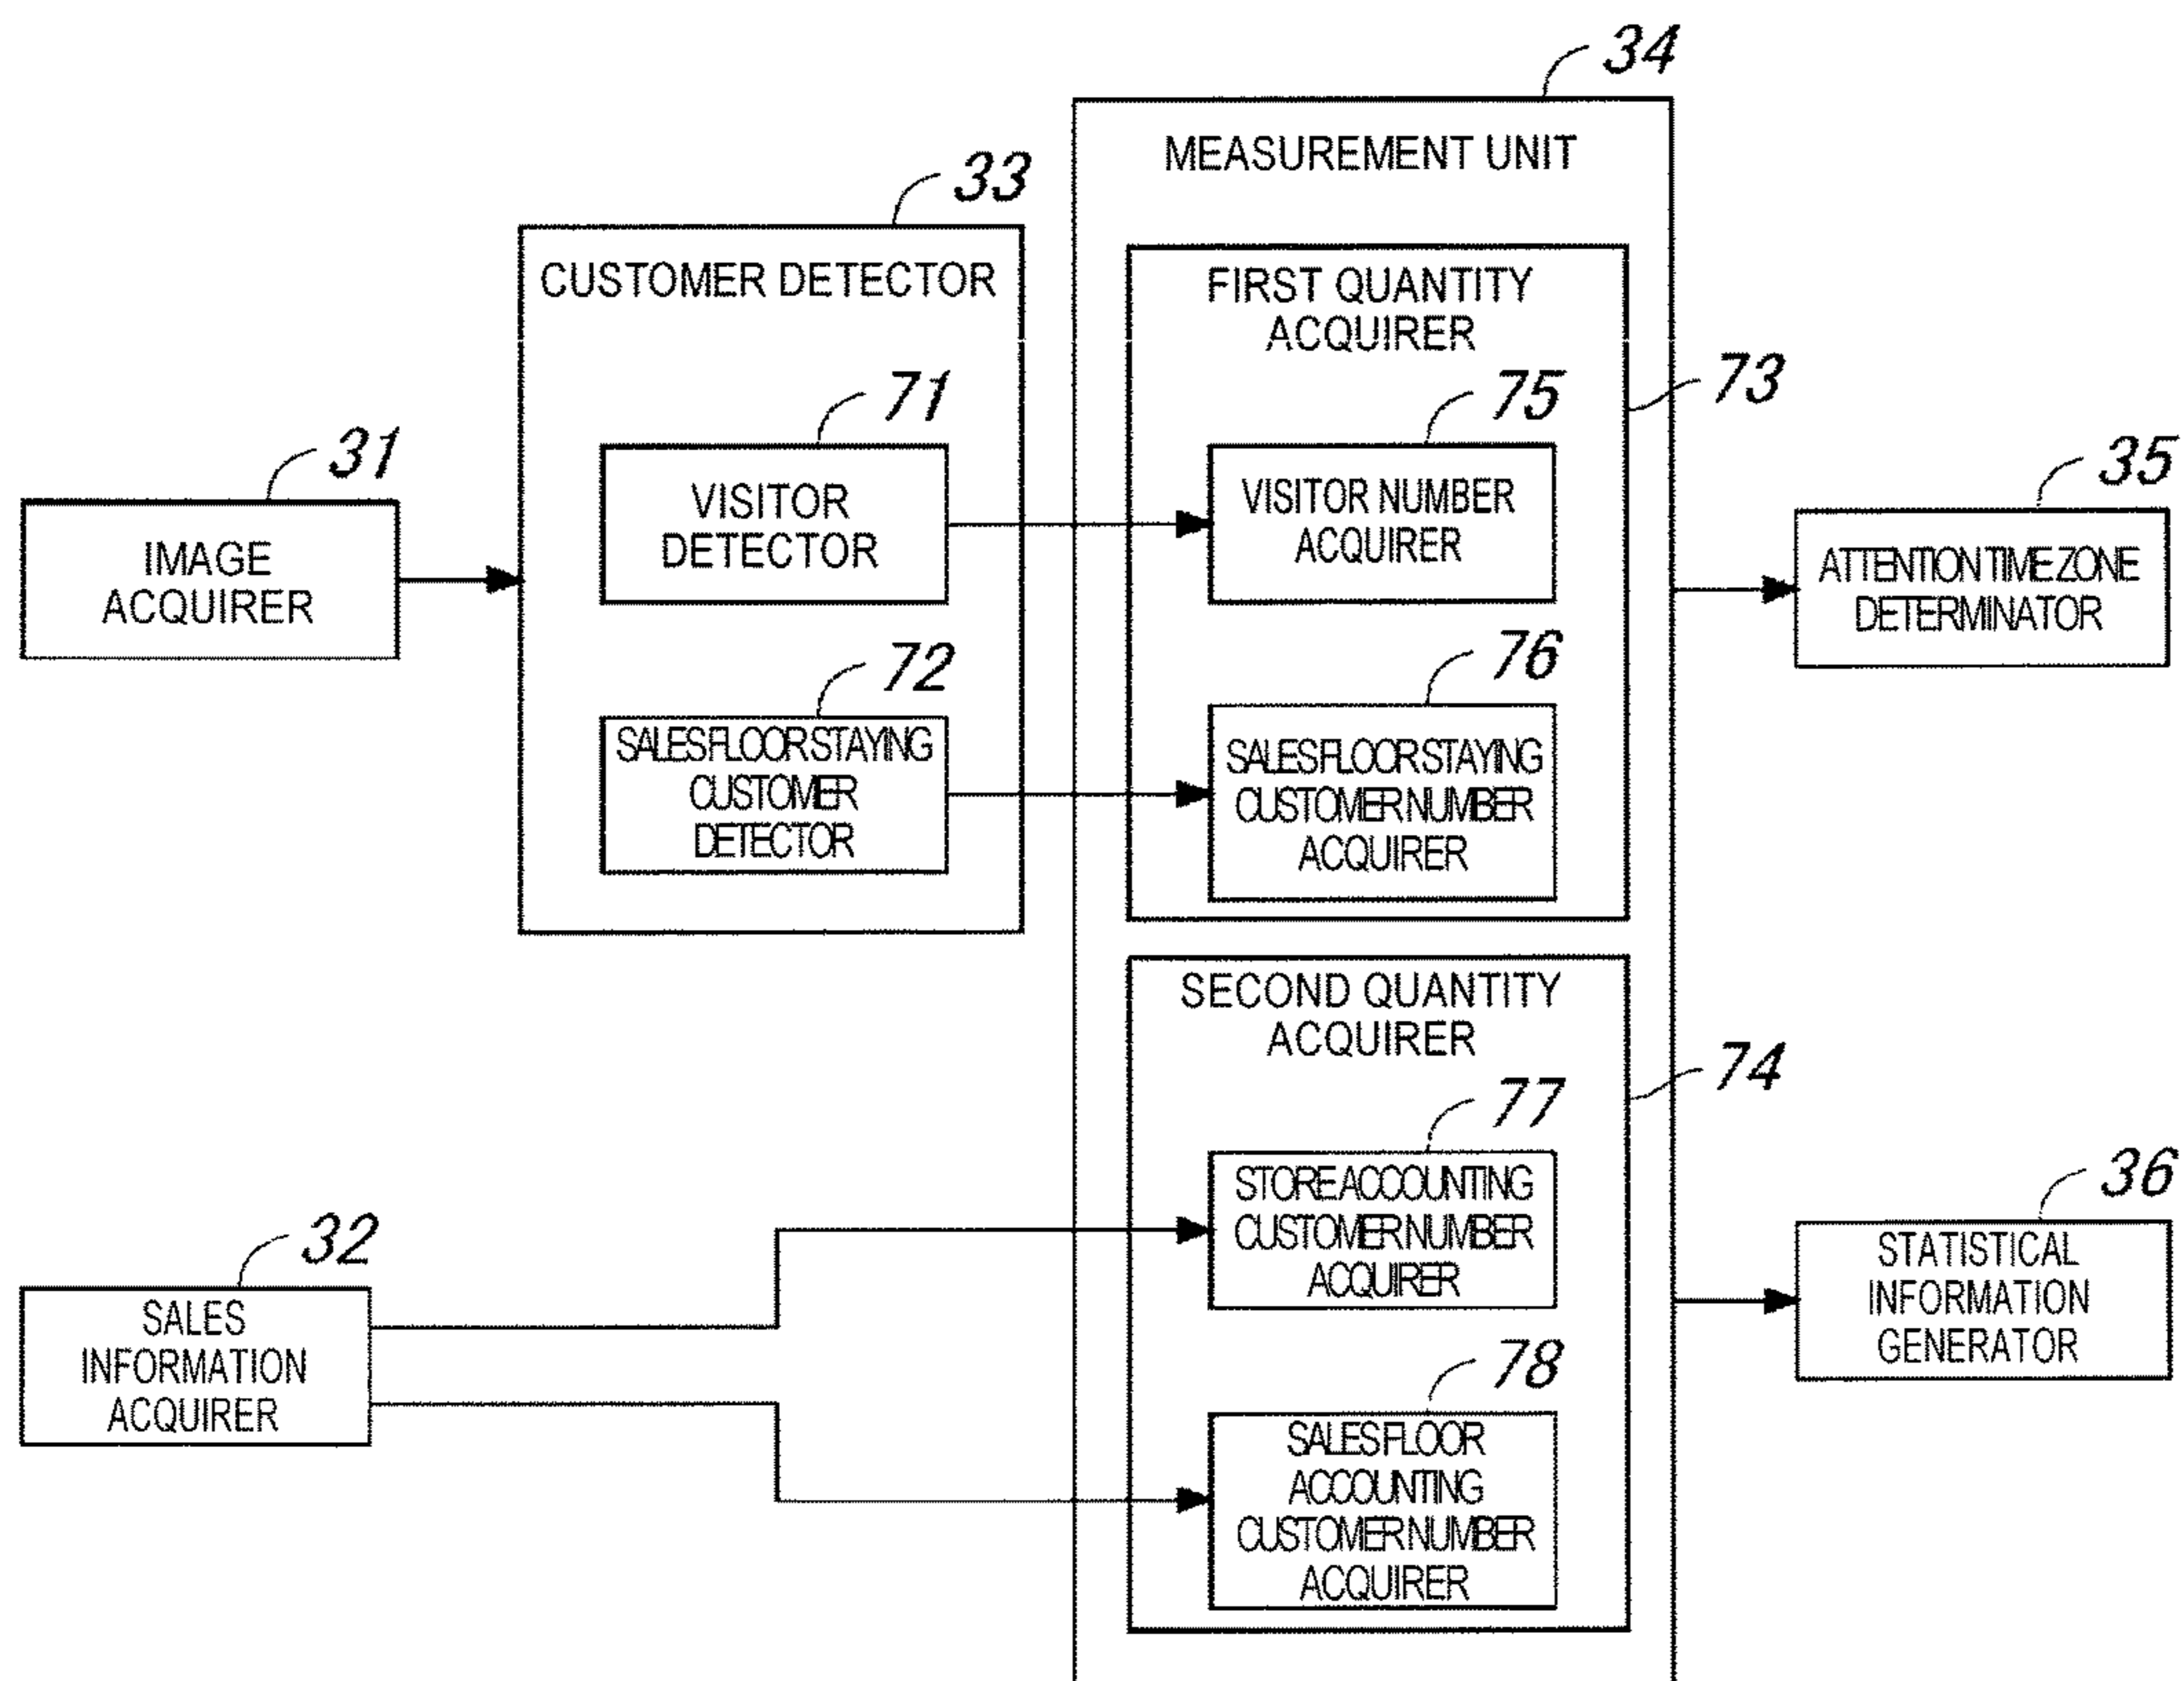 34
MEASUREMENT UNIT
33
CUSTOMER DETECTOR
FIRST QUANTITY
ACQUIRER
73
71
VISITOR
DETECTOR
75
VISITOR NUMBER
ACQUIRER
31
IMAGE
ACQUIRER
35
ATTENTION TIME ZONE
DETERMINATOR
72
SALES FLOOR STAYING
CUSTOMER
DETECTOR
76
SALES FLOOR STAYING
CUSTOMER NUMBER
ACQUIRER
SECOND QUANTITY
ACQUIRER
74
77
STORE ACCOUNTING
CUSTOMER NUMBER
ACQUIRER
32
SALES
INFORMATION
ACQUIRER
36
STATISTICAL
INFORMATION
GENERATOR
78
SALES FLOOR
ACCOUNTING
CUSTOMER NUMBER
ACQUIRER